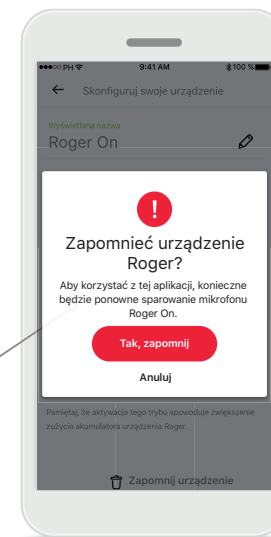 PH 9:41 AM 100 %
Skonfiguruj swoje urządzenie
Wyświetlana nazwa
Roger On
!
Zapomnieć urządzenie
Roger?
Aby korzystać z tej aplikacji, konieczne
będzie ponowne sparowanie mikrofonu
Roger On.
Tak, zapomnij
Anuluj
Pamiętaj, że aktywacja tego trybu spowoduje zwiększenie
zużycia akumulatora urządzenia Roger.
Zapomnij urządzenie